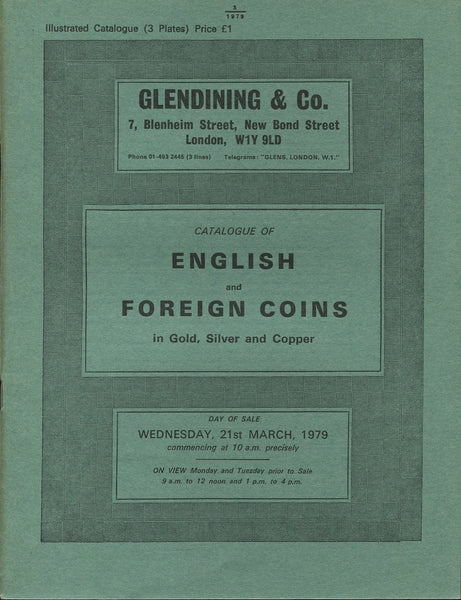 3
1979
Illustrated Catalogue (3 Plates) Price £1
GLENDINING & Co.
7, Blenheim Street, New Bond Street
London, W1Y 9LD
Phone 01-493 2445 (3 lines) Telegrams: "GLENS, LONDON, W.1."
CATALOGUE OF
ENGLISH
and
FOREIGN COINS
in Gold, Silver and Copper
DAY OF SALE
WEDNESDAY, 21st MARCH, 1979
commencing at 10 a.m. precisely
ON VIEW Monday and Tuesday prior to Sale
9 a.m. to 12 noon and 1 p.m. to 4 p.m.